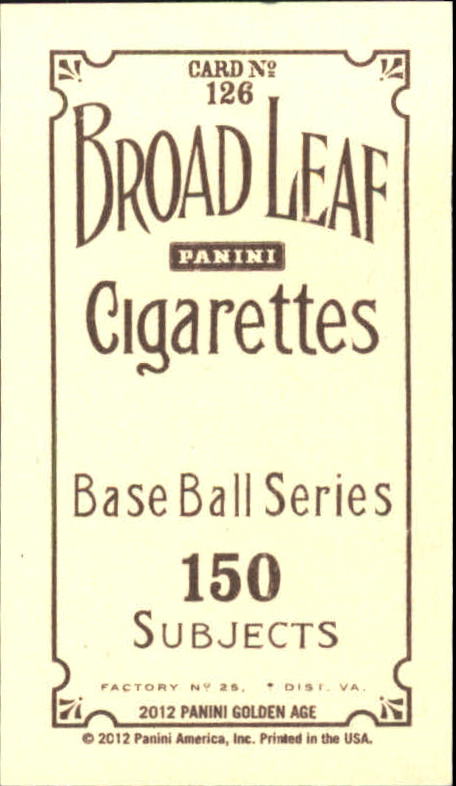 CARD Nº
126
BROAD LEAF
PANINI
Cigarettes
Base Ball Series
150
SUBJECTS
FACTORY Nº 25, * DIST. VA.
2012 PANINI GOLDEN AGE
© 2012 Panini America, Inc. Printed in the USA.